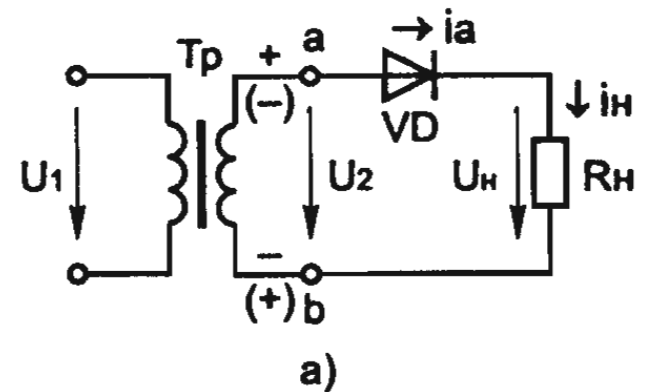 Тр
+
a
→ ia
(−)
VD
↓ iн
U1
U2
Uн
Rн
−
(+)
b
а)